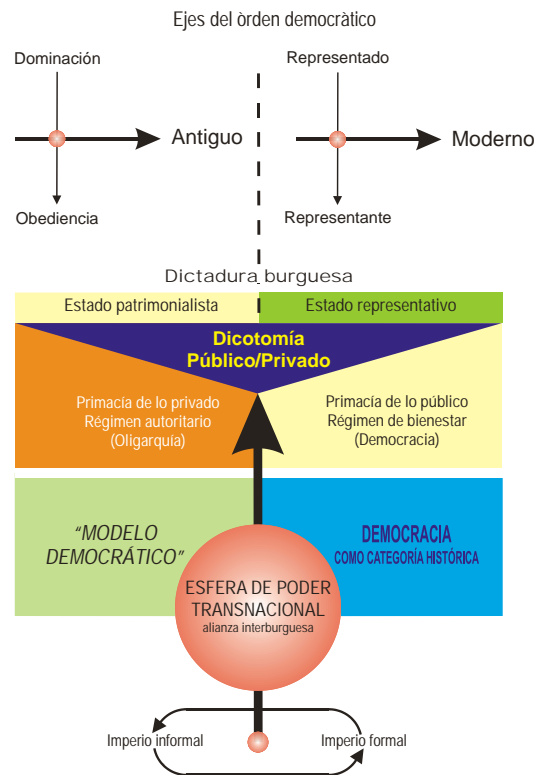 Ejes del òrden democràtico
Dominación
Antiguo
Obediencia
Representado
Moderno
Representante
Dictadura burguesa
Estado patrimonialista
Estado representativo
Dicotomía
Público/Privado
Primacía de lo privado
Régimen autoritario
(Oligarquía)
Primacía de lo público
Régimen de bienestar
(Democracia)
“MODELO
DEMOCRÁTICO”
DEMOCRACIA
COMO CATEGORÍA HISTÓRICA
ESFERA DE PODER
TRANSNACIONAL
alianza interburguesa
Imperio informal
Imperio formal